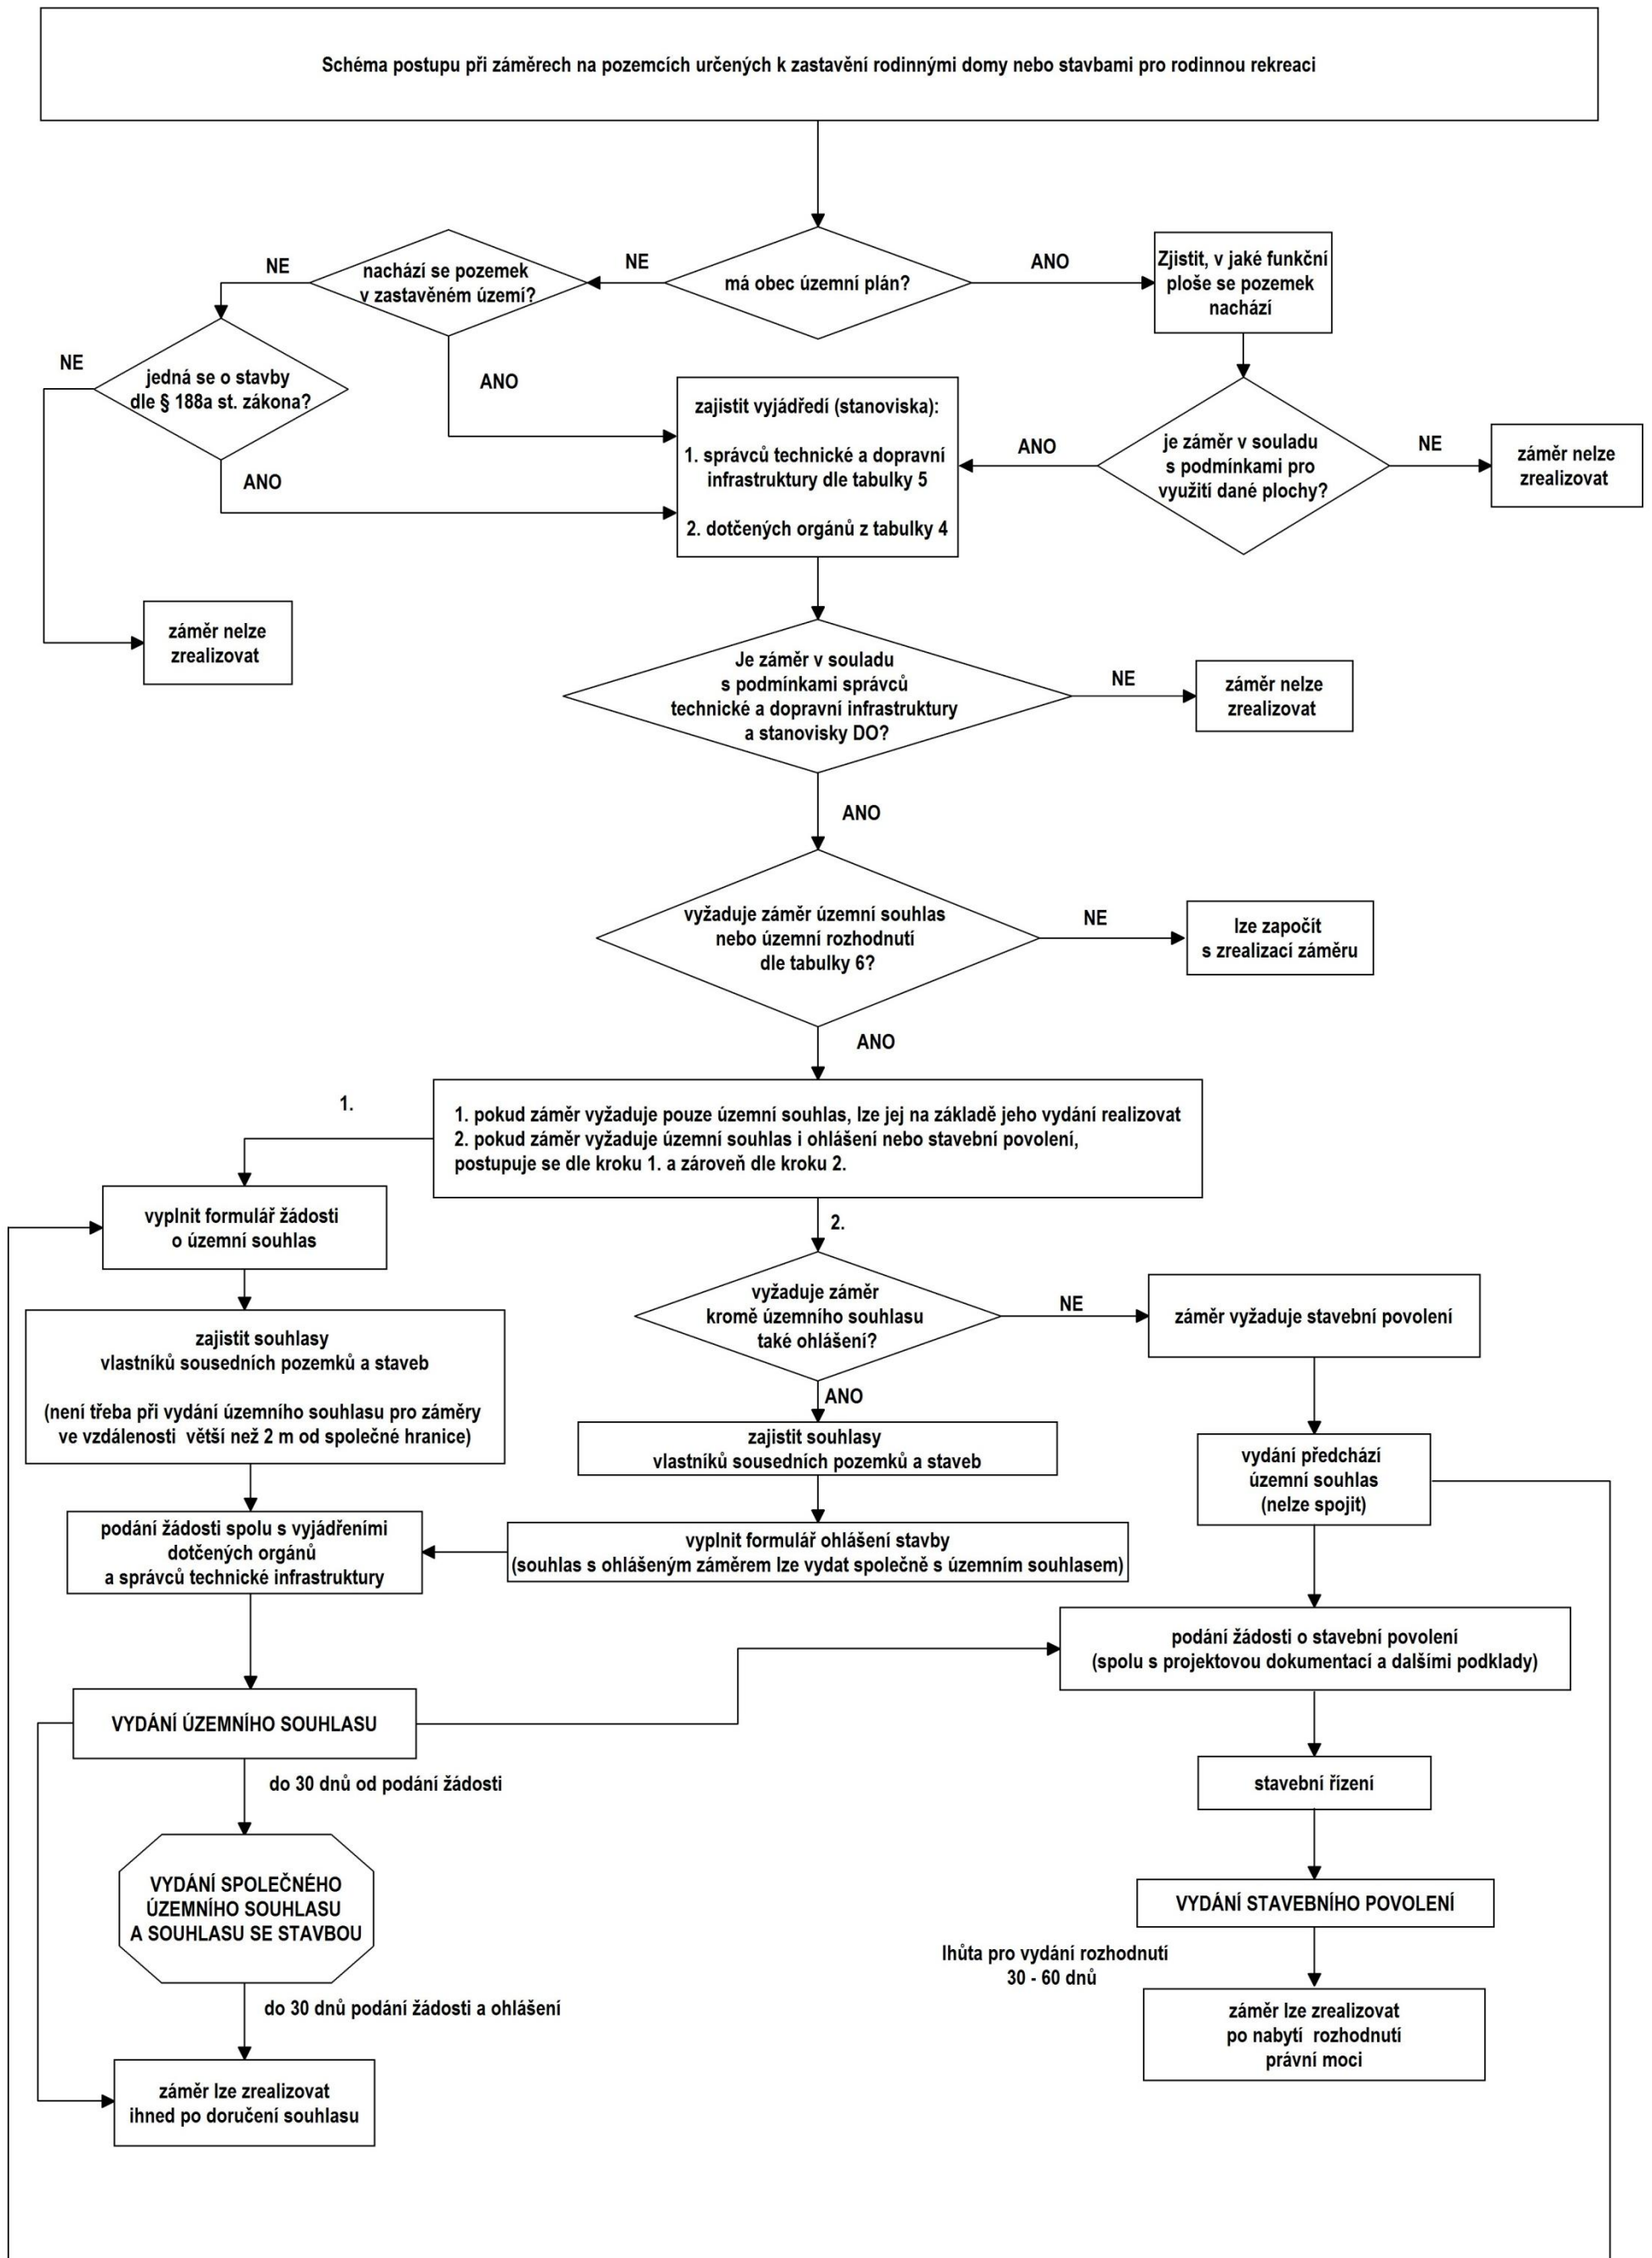 Schéma postupu při záměrech na pozemcích určených k zastavění rodinnými domy nebo stavbami pro rodinnou rekreaci
má obec územní plán?
NE
ANO
nachází se pozemek
v zastavěném území?
NE
ANO
Zjistit, v jaké funkční
ploše se pozemek
nachází
jedná se o stavby
dle § 188a st. zákona?
NE
ANO
zajistit vyjádředí (stanoviska):
1. správců technické a dopravní
infrastruktury dle tabulky 5
2. dotčených orgánů z tabulky 4
ANO
je záměr v souladu
s podmínkami pro
využití dané plochy?
NE
záměr nelze
zrealizovat
záměr nelze
zrealizovat
Je záměr v souladu
s podmínkami správců
technické a dopravní infrastruktury
a stanovisky DO?
NE
záměr nelze
zrealizovat
ANO
vyžaduje záměr územní souhlas
nebo územní rozhodnutí
dle tabulky 6?
NE
lze započít
s zrealizací záměru
ANO
1. pokud záměr vyžaduje pouze územní souhlas, lze jej na základě jeho vydání realizovat
2. pokud záměr vyžaduje územní souhlas i ohlášení nebo stavební povolení,
postupuje se dle kroku 1. a zároveň dle kroku 2.
1.
vyplnit formulář žádosti
o územní souhlas
2.
vyžaduje záměr
kromě územního souhlasu
také ohlášení?
NE
záměr vyžaduje stavební povolení
zajistit souhlasy
vlastníků sousedních pozemků a staveb
(není třeba při vydání územního souhlasu pro záměry
ve vzdálenosti větší než 2 m od společné hranice)
ANO
zajistit souhlasy
vlastníků sousedních pozemků a staveb
vydání předchází
územní souhlas
(nelze spojit)
podání žádosti spolu s vyjádřeními
dotčených orgánů
a správců technické infrastruktury
vyplnit formulář ohlášení stavby
(souhlas s ohlášeným záměrem lze vydat společně s územním souhlasem)
podání žádosti o stavební povolení
(spolu s projektovou dokumentací a dalšími podklady)
VYDÁNÍ ÚZEMNÍHO SOUHLASU
do 30 dnů od podání žádosti
stavební řízení
VYDÁNÍ SPOLEČNÉHO
ÚZEMNÍHO SOUHLASU
A SOUHLASU SE STAVBOU
VYDÁNÍ STAVEBNÍHO POVOLENÍ
lhůta pro vydání rozhodnutí
30 - 60 dnů
do 30 dnů podání žádosti a ohlášení
záměr lze zrealizovat
po nabytí rozhodnutí
právní moci
záměr lze zrealizovat
ihned po doručení souhlasu